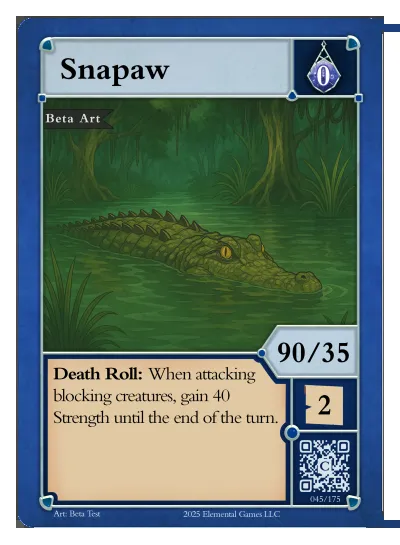 Snapaw
0
Beta Art
90/35
Death Roll: When attacking
blocking creatures, gain 40
Strength until the end of the turn.
2
C
045/175
Art: Beta Test
2025 Elemental Games LLC